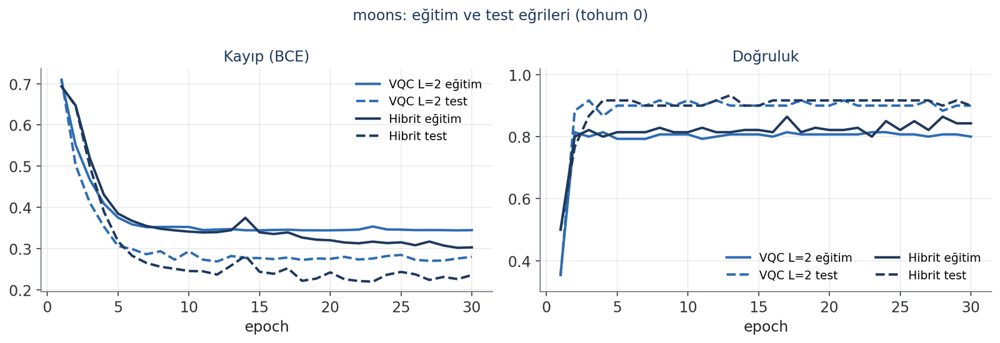 moons: eğitim ve test eğrileri (tohum 0)
Kayıp (BCE)
0.7
0.6
0.5
0.4
0.3
0.2
0 5 10 15 20 25 30
epoch
VQC L=2 eğitim
VQC L=2 test
Hibrit eğitim
Hibrit test
Doğruluk
1.0
0.8
0.6
0.4
0 5 10 15 20 25 30
epoch
VQC L=2 eğitim Hibrit eğitim
VQC L=2 test Hibrit test